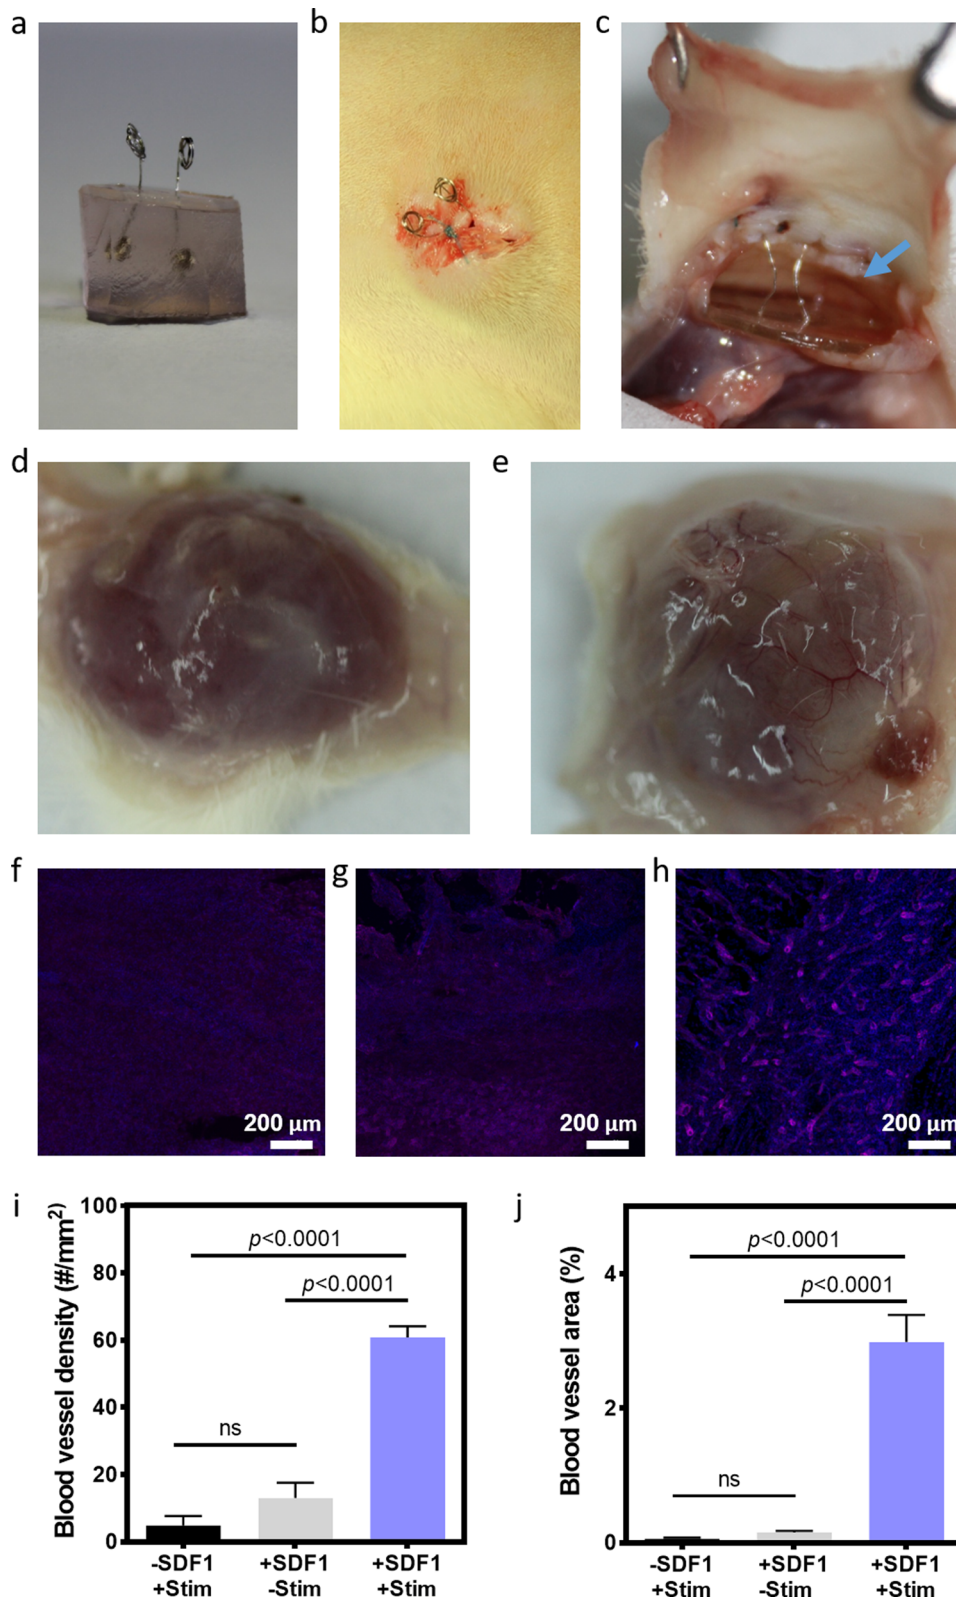 a
b
c
d
e
f
g
h
200 µm
200 µm
200 µm
i
j
Blood vessel density (#/mm²)
100
80
60
40
20
0
p<0.0001
p<0.0001
ns
-SDF1
+Stim
+SDF1
-Stim
+SDF1
+Stim
Blood vessel area (%)
4
2
0
p<0.0001
p<0.0001
ns
-SDF1
+Stim
+SDF1
-Stim
+SDF1
+Stim